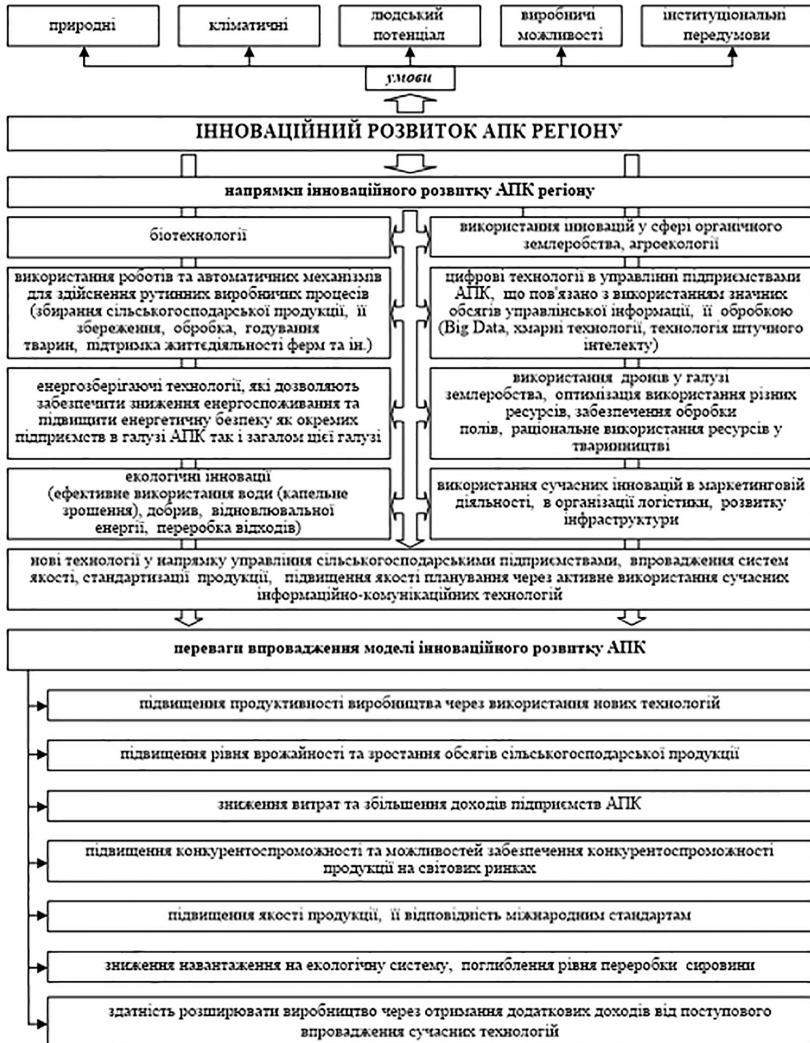 природні
кліматичні
людський
потенціал
виробничі
можливості
інституціональні
передумови
умови
ІННОВАЦІЙНИЙ РОЗВИТОК АПК РЕГІОНУ
напрямки інноваційного розвитку АПК регіону
біотехнології
використання інновацій у сфері органічного
землеробства, агроекології
використання роботів та автоматичних механізмів
для здійснення рутинних виробничих процесів
(збирання сільськогосподарської продукції, її
збереження, обробка, годування
тварин, підтримка життєдіяльності ферм та ін.)
цифрові технології в управлінні підприємствами
АПК, що пов'язано з використанням значних
обсягів управлінської інформації, її обробкою
(Big Data, хмарні технології, технологія штучного
інтелекту)
енергозберігаючі технології, які дозволяють
забезпечити зниження енергоспоживання та
підвищити енергетичну безпеку як окремих
підприємств в галузі АПК так і загалом цієї галузі
використання дронів у галузі
землеробства, оптимізація використання різних
ресурсів, забезпечення обробки
полів, раціональне використання ресурсів у
тваринництві
екологічні інновації
(ефективне використання води (капельне
зрошення), добрив, відновлювальної
енергії, переробка відходів)
використання сучасних інновацій в маркетинговій
діяльності, в організації логістики, розвитку
інфраструктури
нові технології у напрямку управління сільськогосподарськими підприємствами, впровадження систем
якості, стандартизації продукції, підвищення якості планування через активне використання сучасних
інформаційно-комунікаційних технологій
переваги впровадження моделі інноваційного розвитку АПК
підвищення продуктивності виробництва через використання нових технологій
підвищення рівня врожайності та зростання обсягів сільськогосподарської продукції
зниження витрат та збільшення доходів підприємств АПК
підвищення конкурентоспроможності та можливостей забезпечення конкурентоспроможності
продукції на світових ринках
підвищення якості продукції, її відповідність міжнародним стандартам
зниження навантаження на екологічну систему, поглиблення рівня переробки сировини
здатність розширювати виробництво через отримання додаткових доходів від поступового
впровадження сучасних технологій